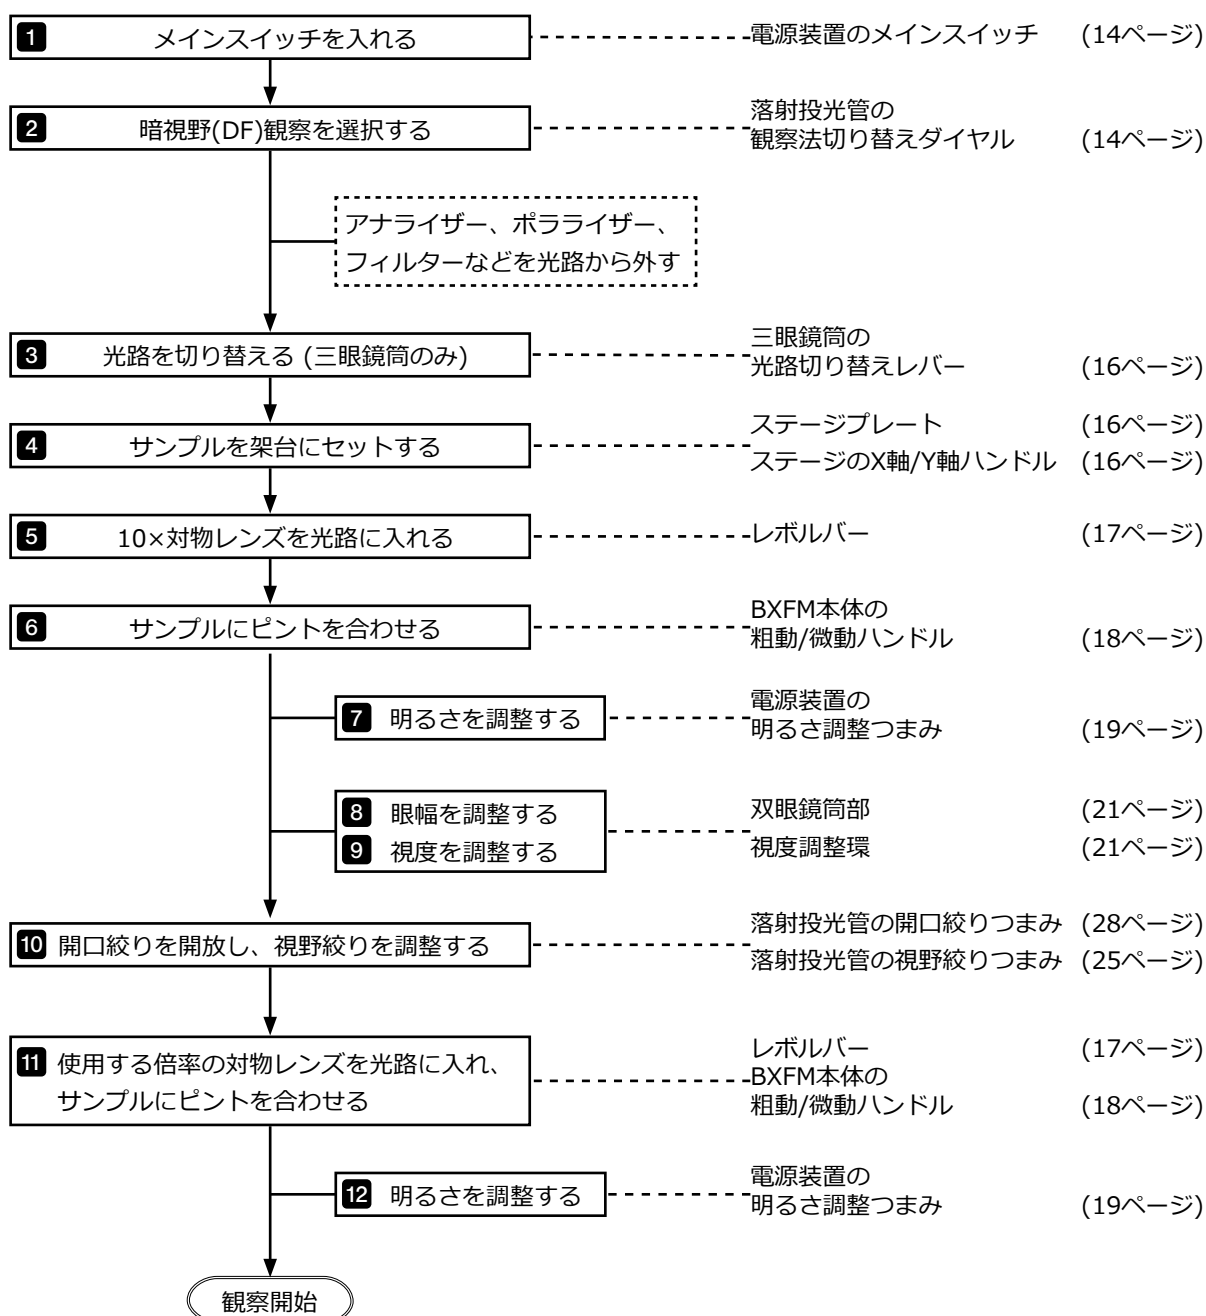 1 メインスイッチを入れる 電源装置のメインスイッチ (14ページ)
2 暗視野(DF)観察を選択する 落射投光管の
観察法切り替えダイヤル (14ページ)
アナライザー、ポラライザー、
フィルターなどを光路から外す
3 光路を切り替える (三眼鏡筒のみ) 三眼鏡筒の
光路切り替えレバー (16ページ)
4 サンプルを架台にセットする ステージプレート (16ページ)
ステージのX軸/Y軸ハンドル (16ページ)
5 10×対物レンズを光路に入れる レボルバー (17ページ)
6 サンプルにピントを合わせる BXFM本体の
粗動/微動ハンドル (18ページ)
7 明るさを調整する 電源装置の
明るさ調整つまみ (19ページ)
8 眼幅を調整する 双眼鏡筒部 (21ページ)
9 視度を調整する 視度調整環 (21ページ)
10 開口絞りを開放し、視野絞りを調整する 落射投光管の開口絞りつまみ (28ページ)
落射投光管の視野絞りつまみ (25ページ)
11 使用する倍率の対物レンズを光路に入れ、
サンプルにピントを合わせる
レボルバー (17ページ)
BXFM本体の
粗動/微動ハンドル (18ページ)
12 明るさを調整する 電源装置の
明るさ調整つまみ (19ページ)
観察開始